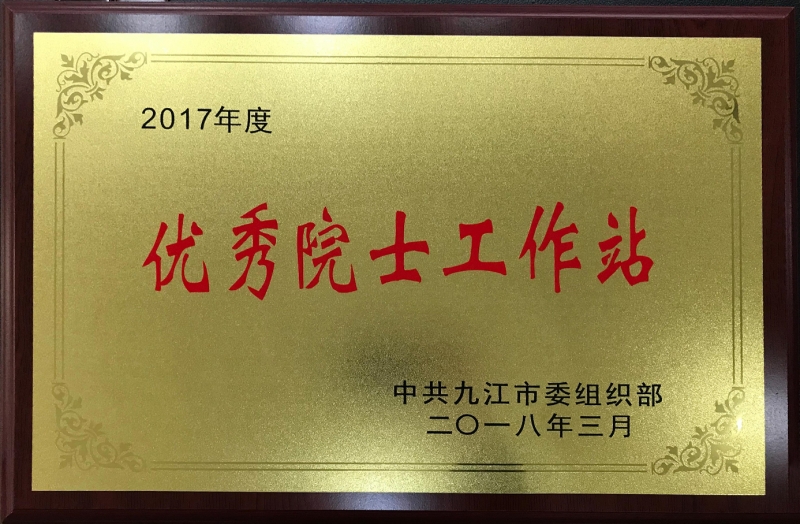 2017年度
优秀院士工作站
中共九江市委组织部
二〇一八年三月